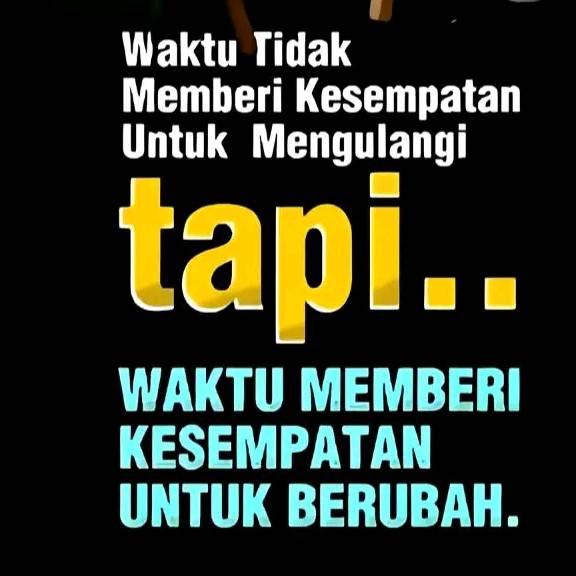 Waktu Tidak
Memberi Kesempatan
Untuk Mengulangi
tapi..
WAKTU MEMBERI
KESEMPATAN
UNTUK BERUBAH.